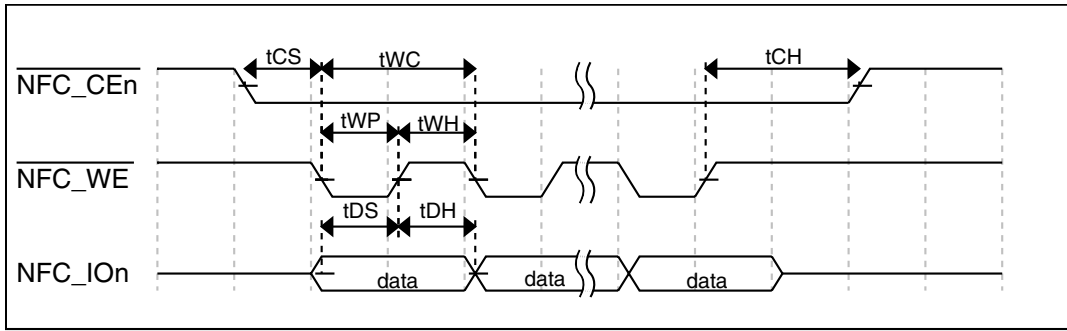 tCS tWC tCH
NFC_CEn
tWP tWH
NFC_WE
tDS tDH
NFC_IOn
data data data